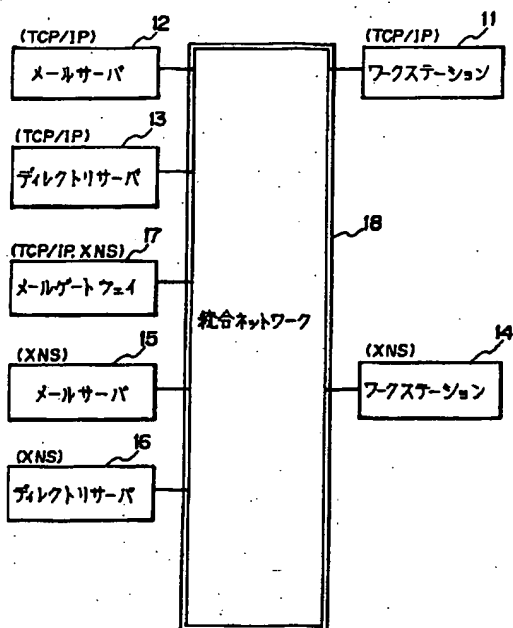 (TCP/IP) 12
メールサーバ
(TCP/IP) 11
ワークステーション
(TCP/IP) 13
ディレクトリサーバ
(TCP/IP, XNS) 17
メールゲートウェイ
18
統合ネットワーク
(XNS) 15
メールサーバ
(XNS) 14
ワークステーション
(XNS) 16
ディレクトリサーバ